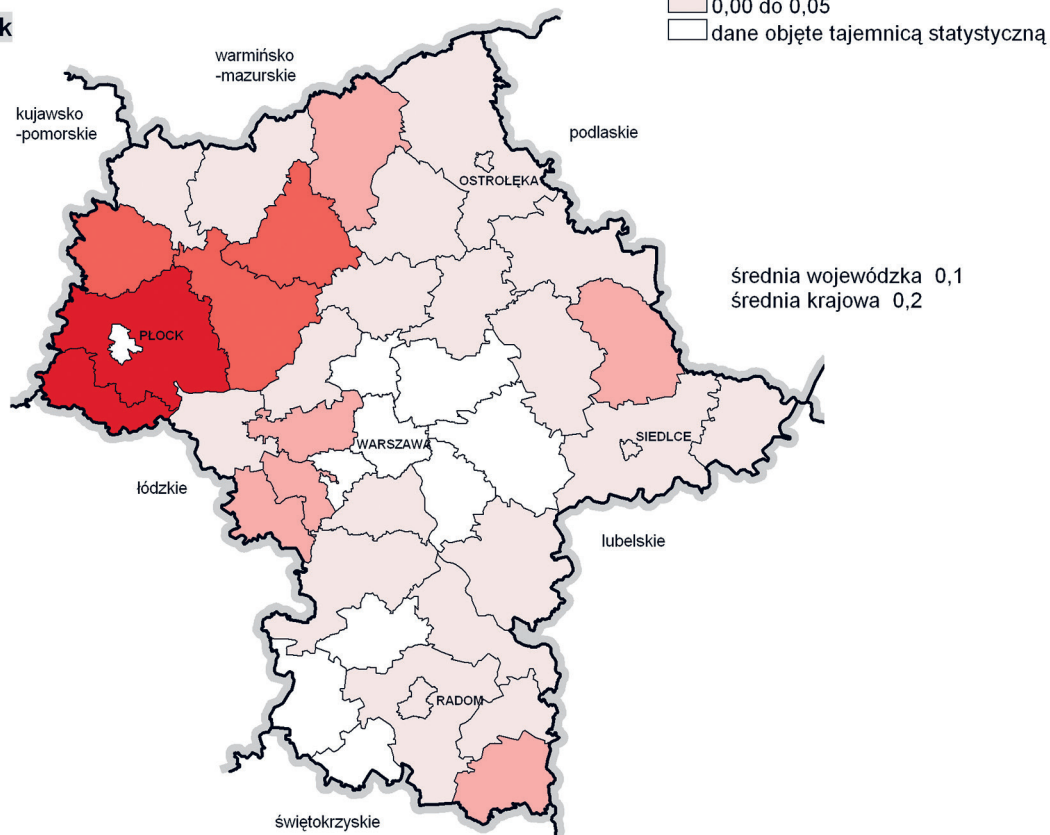 k
0,00 do 0,05
dane objęte tajemnicą statystyczną
warmińsko
-mazurskie
kujawsko
-pomorskie
podlaskie
OSTROŁĘKA
średnia wojewódzka 0,1
średnia krajowa 0,2
PŁOCK
WARSZAWA
SIEDLCE
łódzkie
lubelskie
RADOM
świętokrzyskie